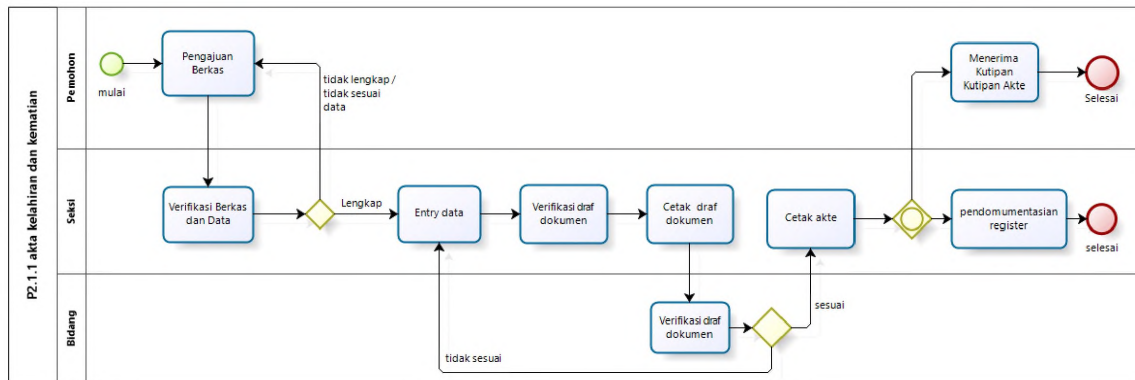 P2.1.1 akta kelahiran dan kematian
Pemohon
mulai
Pengajuan
Berkas
tidak lengkap /
tidak sesuai
data
Menerima
Kutipan
Kutipan Akte
Selesai
Seksi
Verifikasi Berkas
dan Data
Lengkap
Entry data
Verifikasi draf
dokumen
Cetak draf
dokumen
Cetak akte
pendomumentasian
register
selesai
Bidang
Verifikasi draf
dokumen
sesuai
tidak sesuai